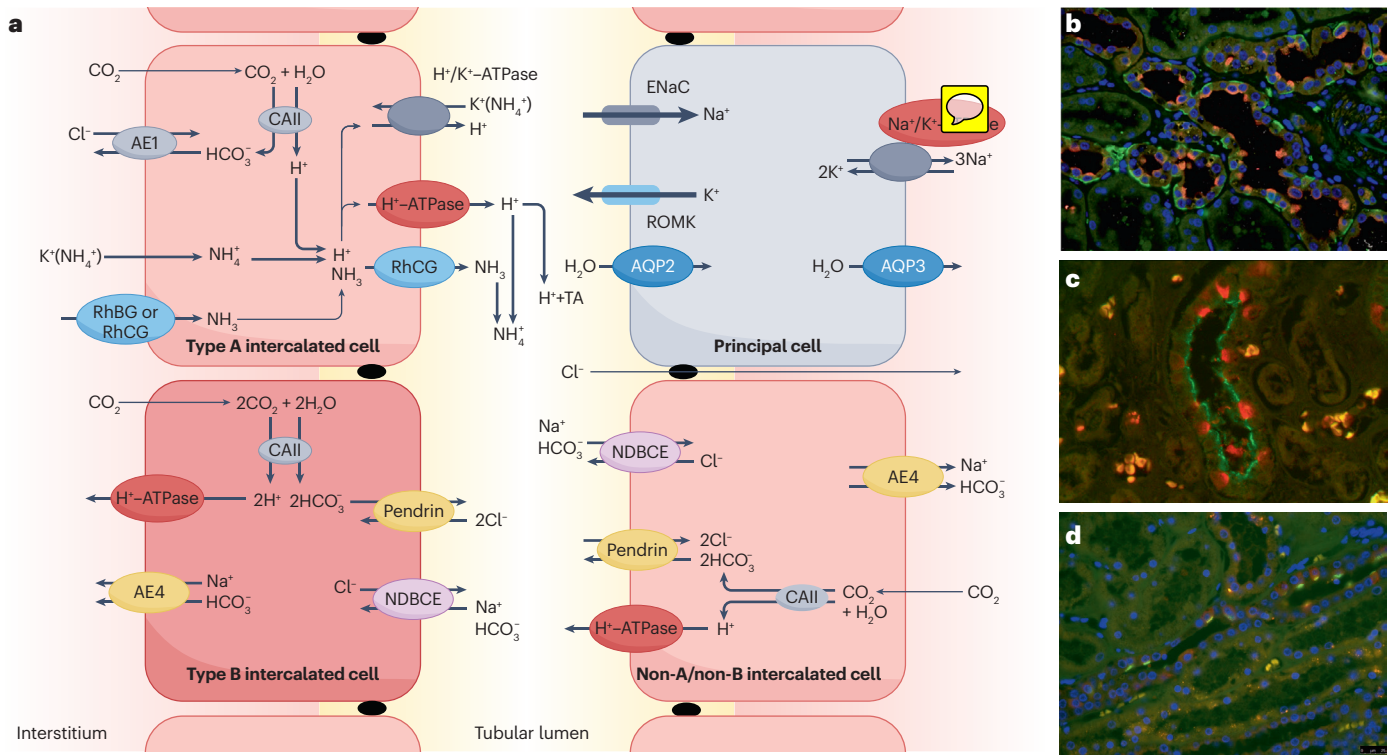 a
CO₂
CO₂ + H₂O
CAII
Cl⁻
AE1
HCO₃⁻
H⁺
H⁺/K⁺–ATPase
K⁺(NH₄⁺)
H⁺
H⁺–ATPase
H⁺
K⁺(NH₄⁺)
NH₄⁺
H⁺
NH₃
RhCG
NH₃
H⁺+TA
RhBG or
RhCG
NH₃
NH₄⁺
Type A intercalated cell
ENaC
Na⁺
Na⁺/K⁺-
2K⁺
3Na⁺
K⁺
ROMK
H₂O
AQP2
H₂O
AQP3
Principal cell
Cl⁻
CO₂
2CO₂ + 2H₂O
CAII
H⁺–ATPase
2H⁺
2HCO₃⁻
Pendrin
2Cl⁻
AE4
Na⁺
HCO₃⁻
Cl⁻
NDBCE
Na⁺
HCO₃⁻
Type B intercalated cell
Na⁺
HCO₃⁻
NDBCE
Cl⁻
AE4
Na⁺
HCO₃⁻
Pendrin
2Cl⁻
2HCO₃⁻
CAII
CO₂
+ H₂O
CO₂
H⁺–ATPase
H⁺
Non-A/non-B intercalated cell
Interstitium
Tubular lumen
b
c
d